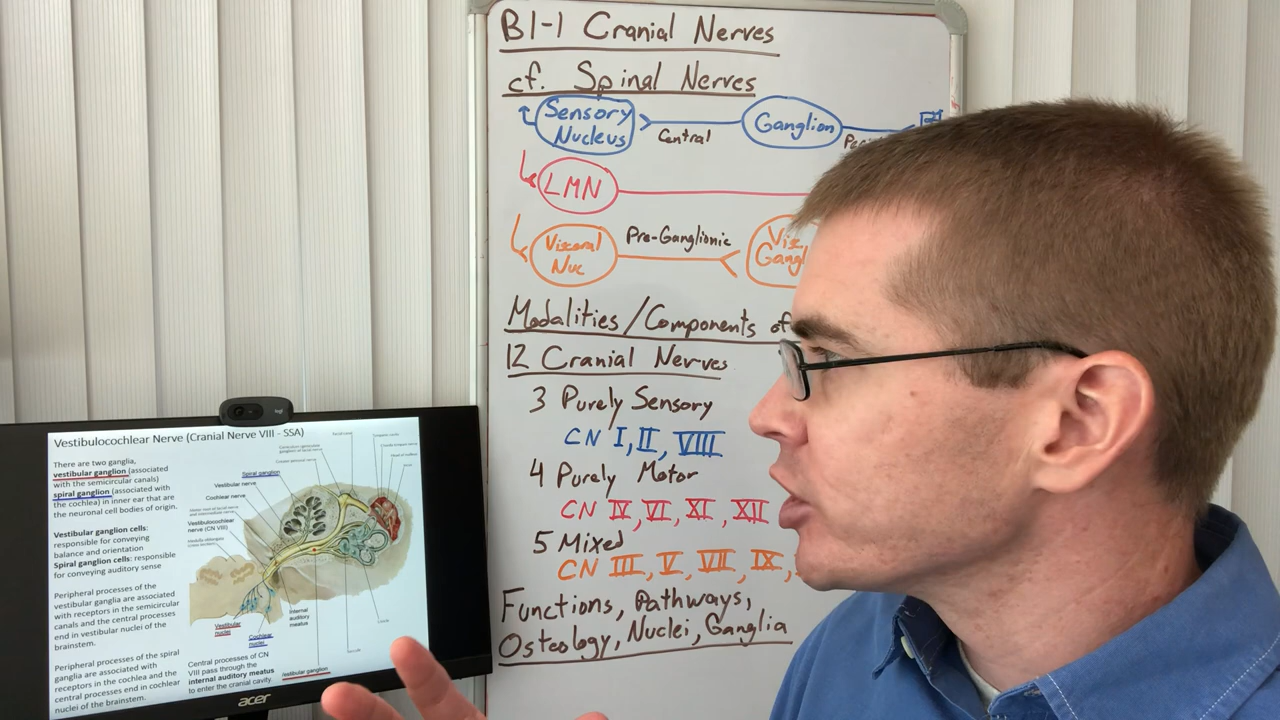 B1-1 Cranial Nerves
cf. Spinal Nerves
Sensory
Nucleus
Central
Ganglion
LMN
Visceral
Nuc
Pre-Ganglionic
Modalities/Components of
12 Cranial Nerves
3 Purely Sensory
CN I, II, VIII
4 Purely Motor
CN IV, VI, XI, XII
5 Mixed
CN III, V, VII, IX,
Functions, Pathways,
Osteology, Nuclei, Ganglia
Vestibulocochlear Nerve (Cranial Nerve VIII - SSA)
There are two ganglia,
vestibular ganglion (associated
with the semicircular canals)
spiral ganglion (associated with
the cochlea) in inner ear that are
the neuronal cell bodies of origin.
Vestibular ganglion cells:
responsible for conveying
balance and orientation
Spiral ganglion cells: responsible
for conveying auditory sense
Peripheral processes of the
vestibular ganglia are associated
with receptors in the semicircular
canals and the central processes
end in vestibular nuclei of the
brainstem.
Peripheral processes of the spiral
ganglia are associated with
receptors in the cochlea and the
central processes end in cochlear
nuclei of the brainstem.
Spiral ganglion
Vestibular nerve
Cochlear nerve
Vestibulocochlear
nerve (CN VIII)
Internal
auditory
meatus
Vestibular
nuclei
Cochlear
nuclei
Vestibular ganglion
Central processes of CN
VIII pass through the
internal auditory meatus
to enter the cranial cavity.
acer
logi